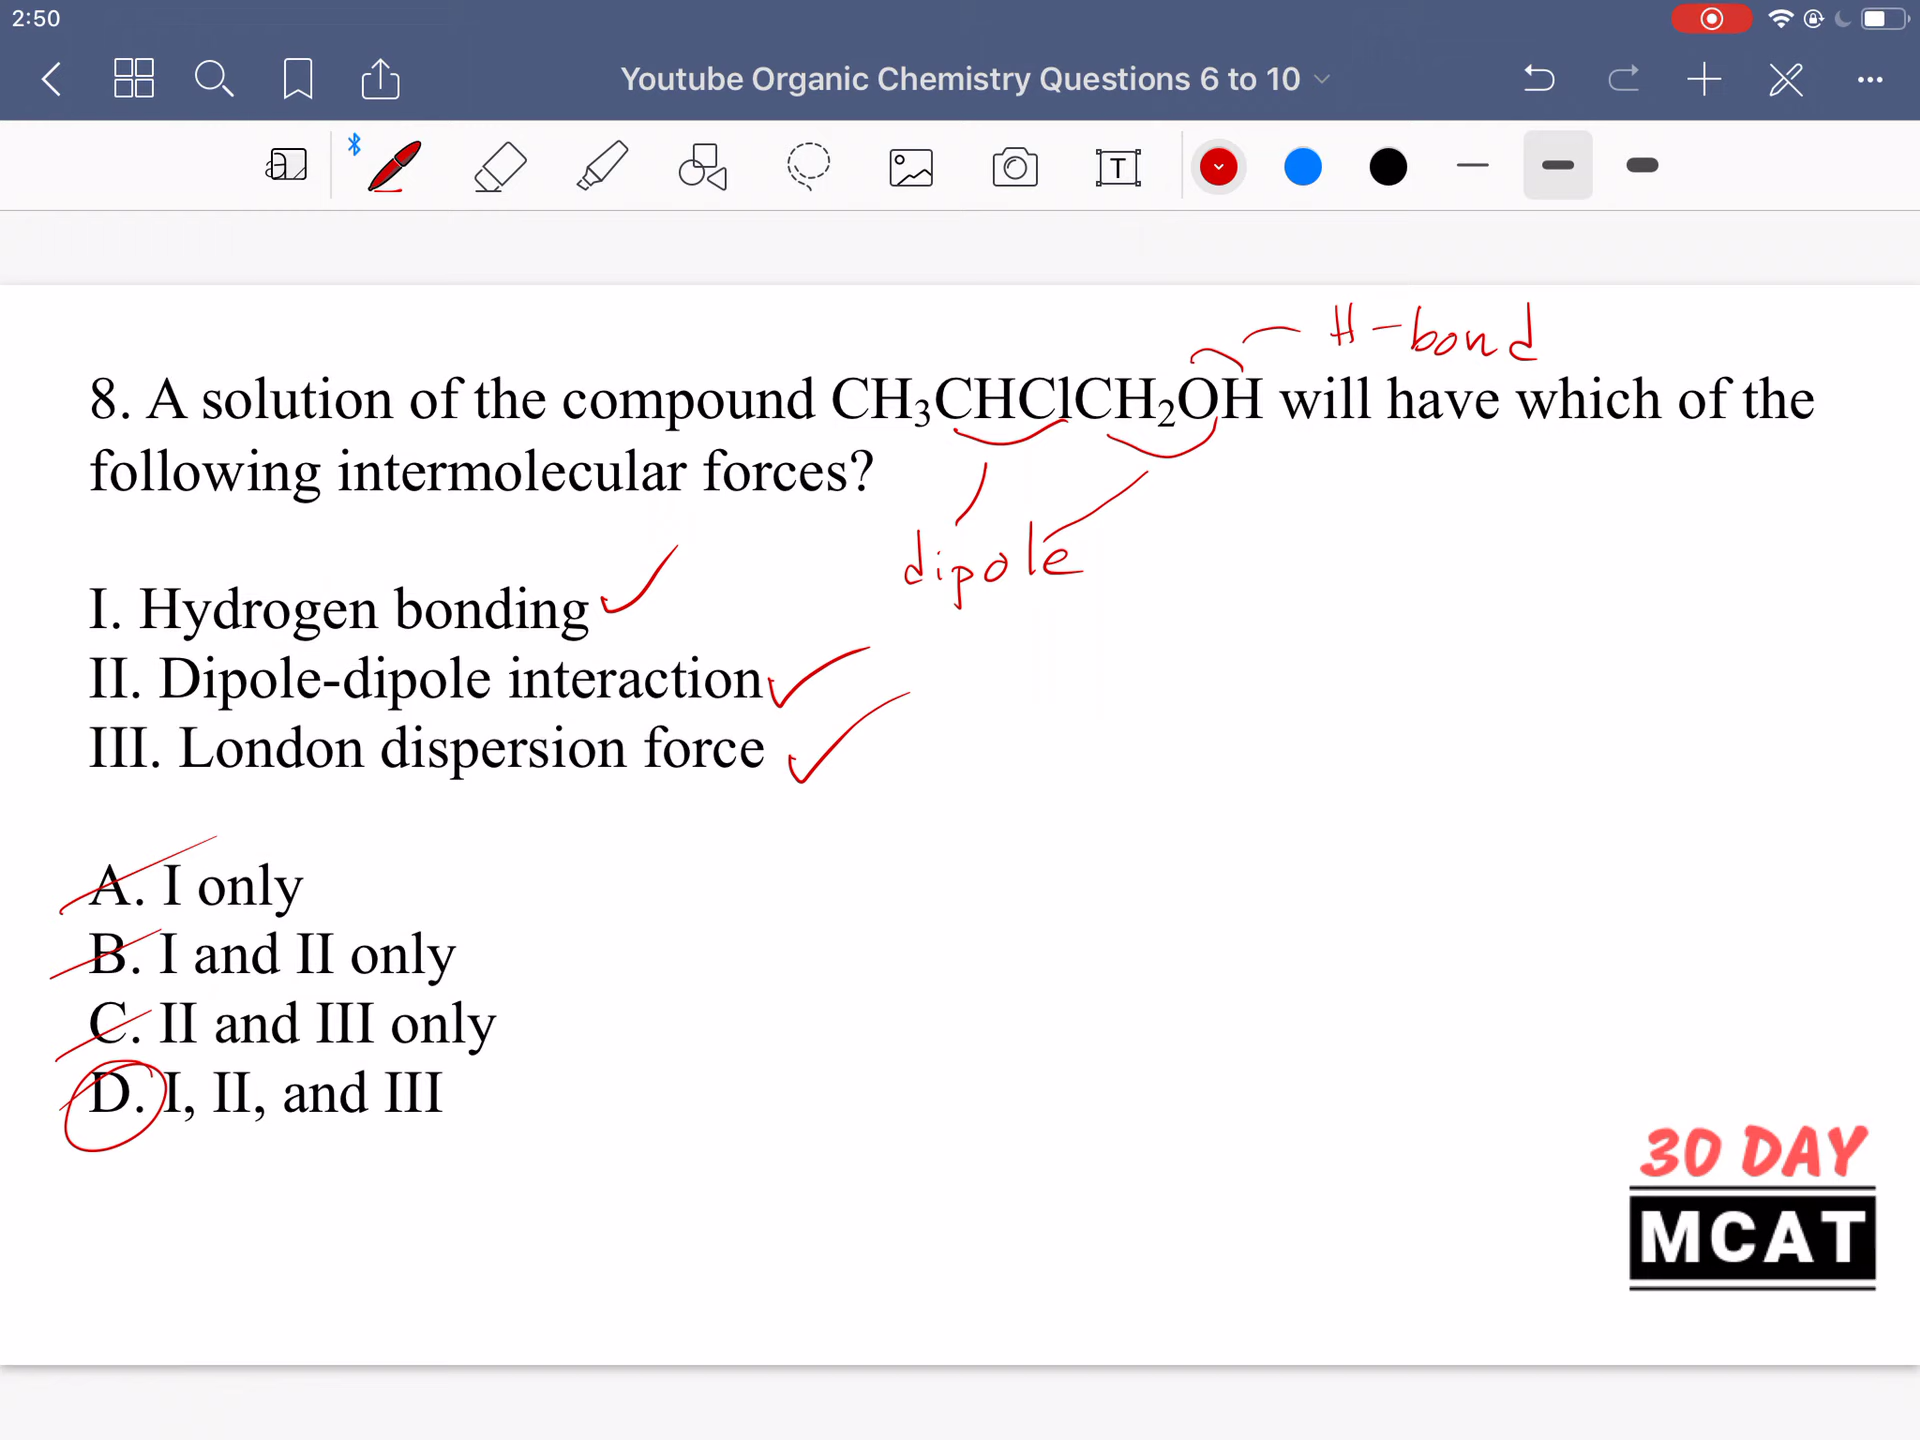 2:50
Youtube Organic Chemistry Questions 6 to 10
a
T
H-bond
8. A solution of the compound CH₃CHClCH₂OH will have which of the
following intermolecular forces?
dipole
I. Hydrogen bonding
II. Dipole-dipole interaction
III. London dispersion force
A. I only
B. I and II only
C. II and III only
D. I, II, and III
30 DAY
MCAT